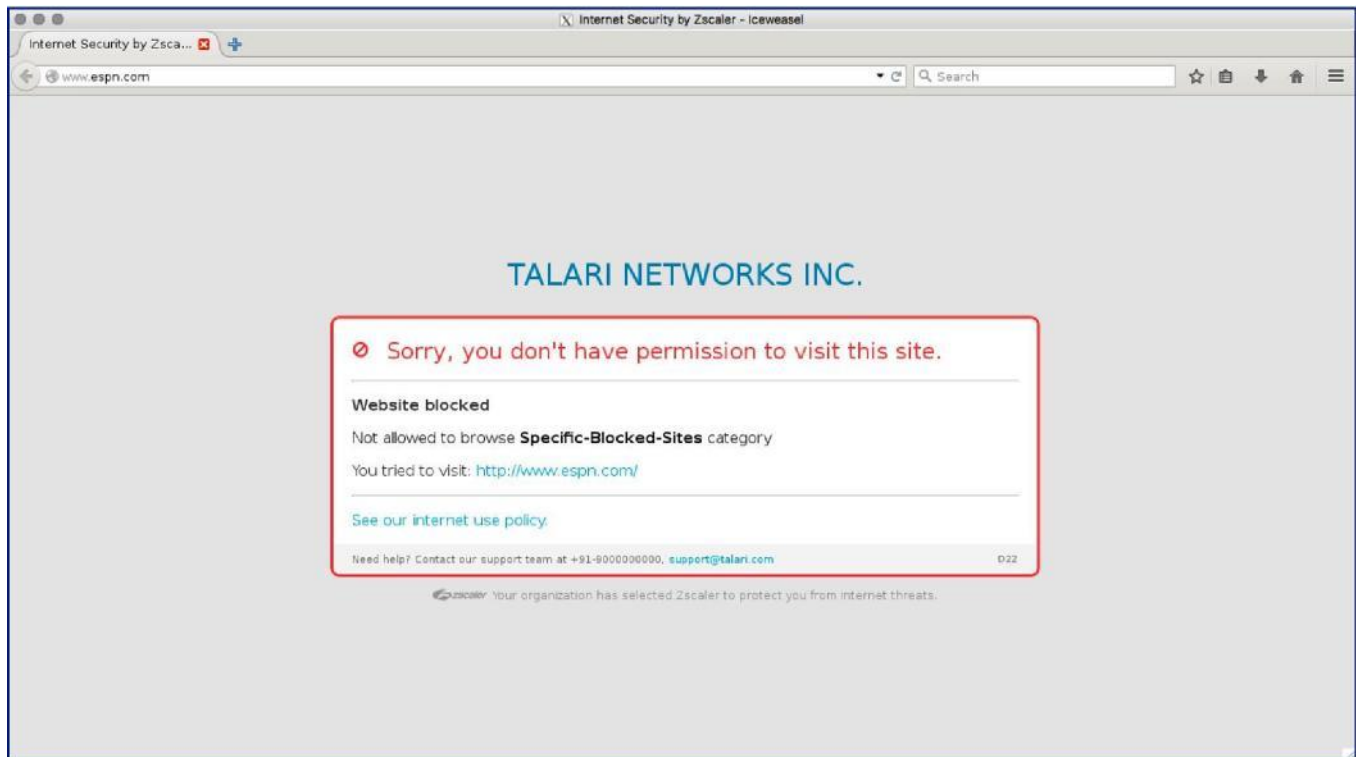 Internet Security by Zscaler - Iceweasel
Internet Security by Zsca...
www.espn.com
Search
TALARI NETWORKS INC.
Sorry, you don't have permission to visit this site.
Website blocked
Not allowed to browse Specific-Blocked-Sites category
You tried to visit: http://www.espn.com/
See our internet use policy.
Need help? Contact our support team at +91-9000000000, support@talari.com D22
zscaler Your organization has selected Zscaler to protect you from internet threats.